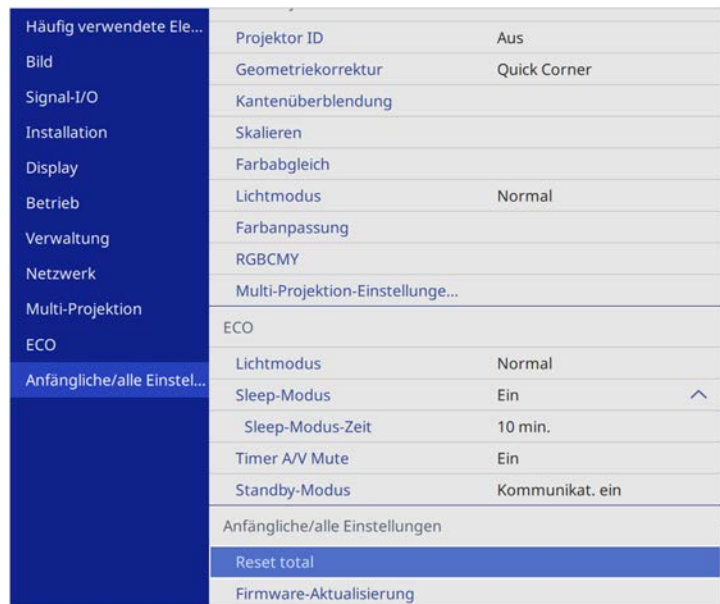 Häufig verwendete Ele...
Bild
Signal-I/O
Installation
Display
Betrieb
Verwaltung
Netzwerk
Multi-Projektion
ECO
Anfängliche/alle Einstel...
Projektor ID Aus
Geometriekorrektur Quick Corner
Kantenüberblendung
Skalieren
Farbabgleich
Lichtmodus Normal
Farbanpassung
RGBCMY
Multi-Projektion-Einstellunge...
ECO
Lichtmodus Normal
Sleep-Modus Ein
Sleep-Modus-Zeit 10 min.
Timer A/V Mute Ein
Standby-Modus Kommunikat. ein
Anfängliche/alle Einstellungen
Reset total
Firmware-Aktualisierung